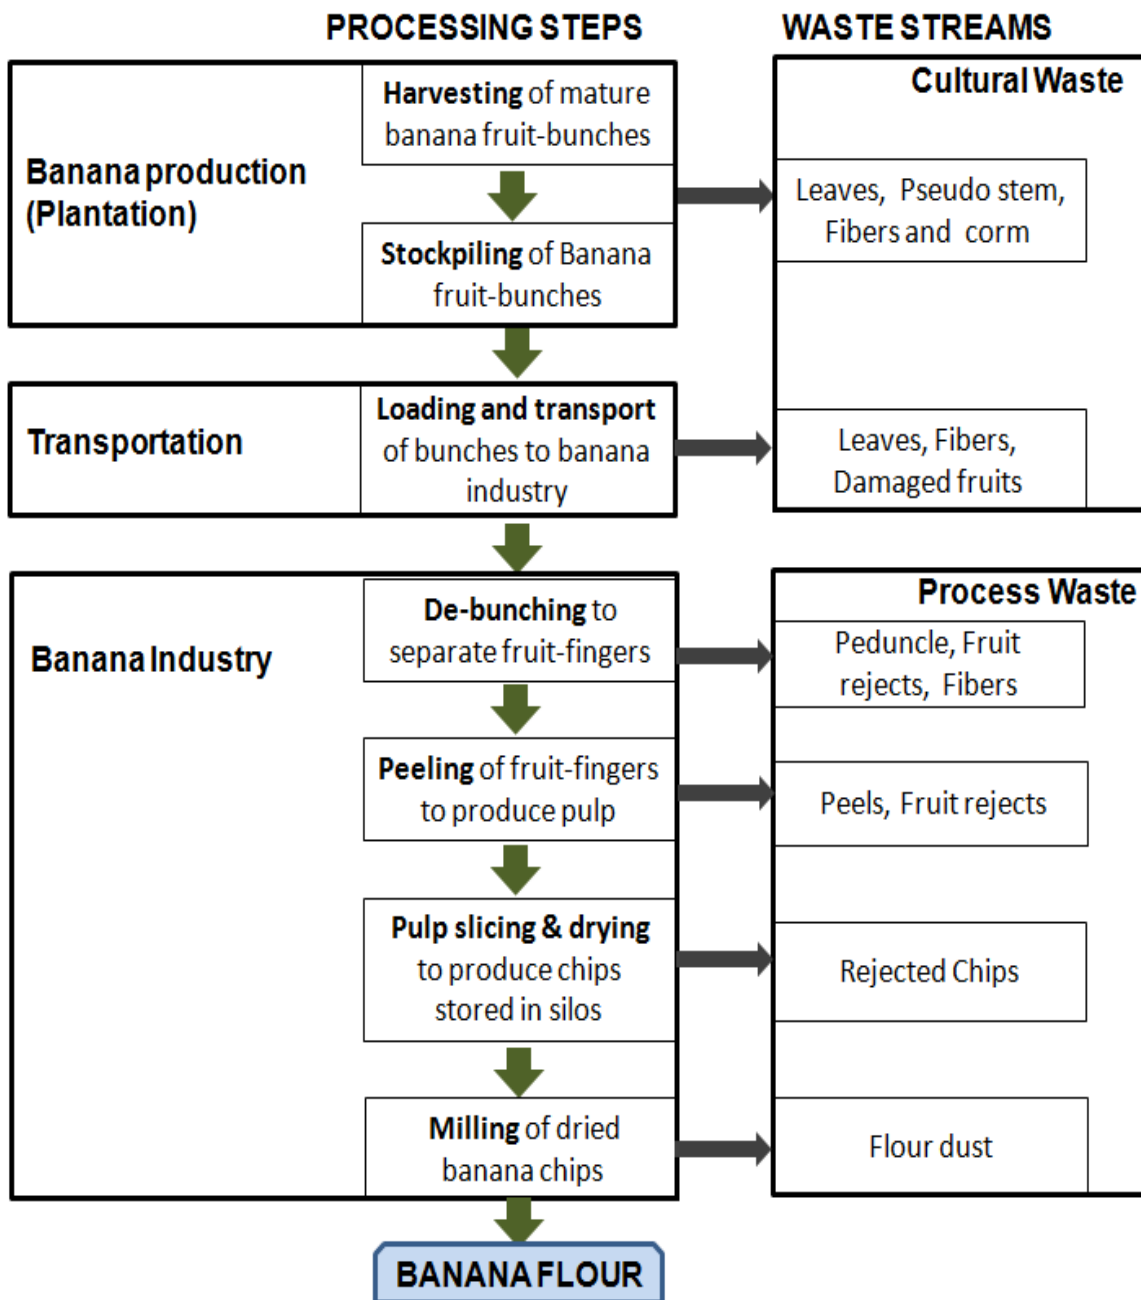 PROCESSING STEPS
WASTE STREAMS
Banana production
(Plantation)
Harvesting of mature
banana fruit-bunches
Stockpiling of Banana
fruit-bunches
Cultural Waste
Leaves, Pseudo stem,
Fibers and corm
Transportation
Loading and transport
of bunches to banana
industry
Leaves, Fibers,
Damaged fruits
Banana Industry
De-bunching to
separate fruit-fingers
Process Waste
Peduncle, Fruit
rejects, Fibers
Peeling of fruit-fingers
to produce pulp
Peels, Fruit rejects
Pulp slicing & drying
to produce chips
stored in silos
Rejected Chips
Milling of dried
banana chips
Flour dust
BANANA FLOUR